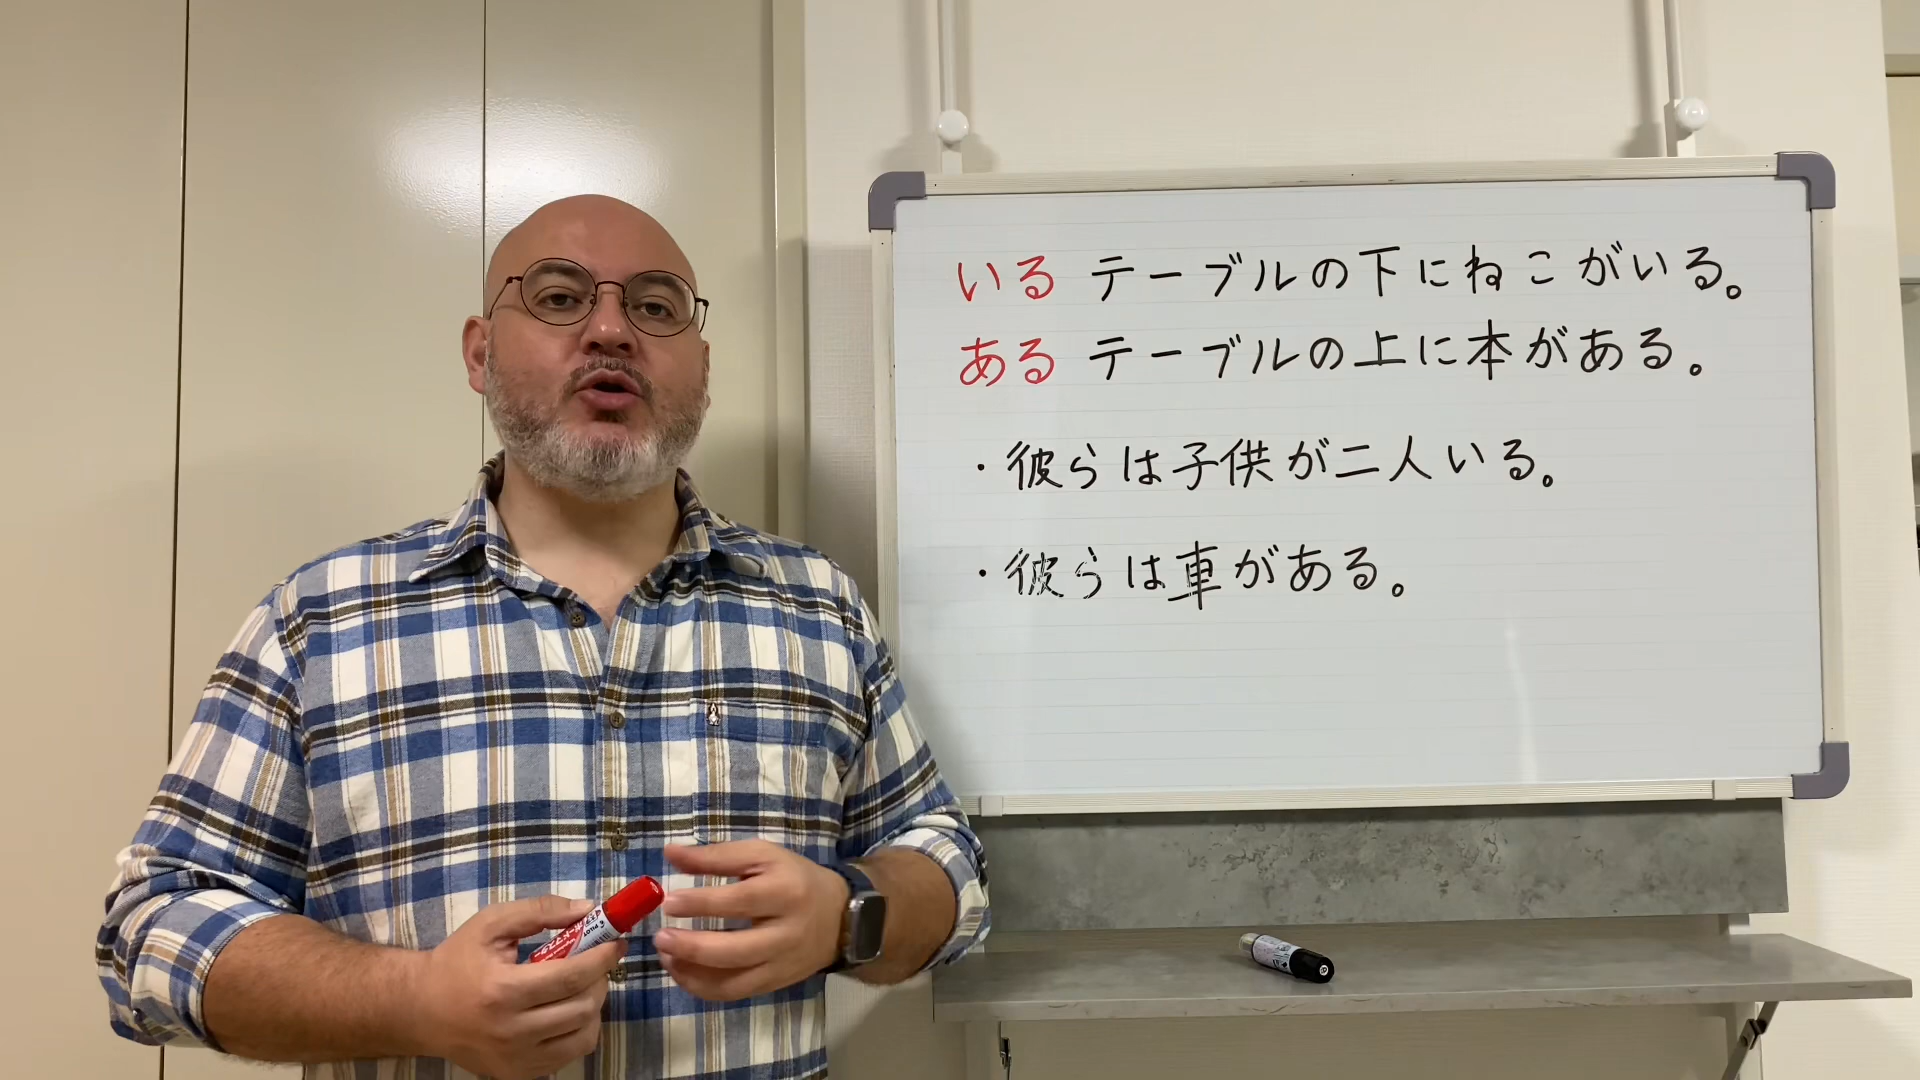 いる テーブルの下にねこがいる。
ある テーブルの上に本がある。
・彼らは子供が二人いる。
・彼らは車がある。
PILOT